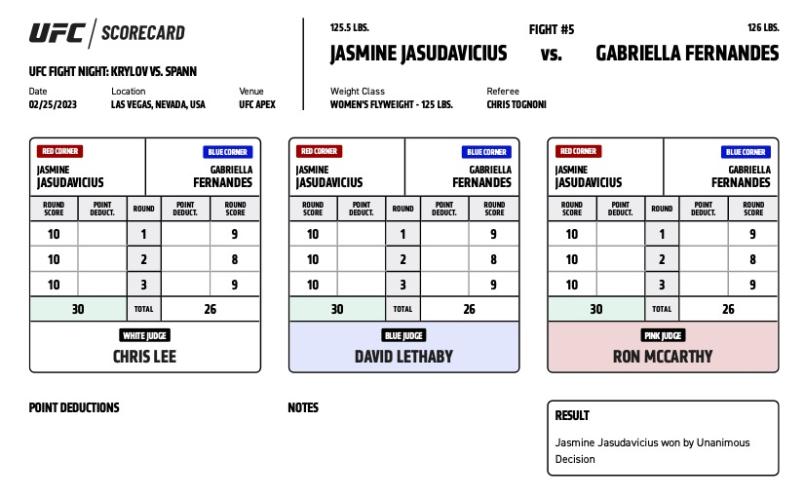 UFC / SCORECARD
UFC FIGHT NIGHT: KRYLOV VS. SPANN
Date Location Venue
02/25/2023 LAS VEGAS, NEVADA, USA UFC APEX
125.5 LBS. FIGHT #5 126 LBS.
JASMINE JASUDAVICIUS VS. GABRIELLA FERNANDES
Weight Class Referee
WOMEN'S FLYWEIGHT - 125 LBS. CHRIS TOGNONI
RED CORNER BLUE CORNER
JASMINE GABRIELLA
JASUDAVICIUS FERNANDES
ROUND SCORE POINT DEDUCT. ROUND POINT DEDUCT. ROUND SCORE
10 1 9
10 2 8
10 3 9
30 TOTAL 26
WHITE JUDGE
CHRIS LEE
RED CORNER BLUE CORNER
JASMINE GABRIELLA
JASUDAVICIUS FERNANDES
ROUND SCORE POINT DEDUCT. ROUND POINT DEDUCT. ROUND SCORE
10 1 9
10 2 8
10 3 9
30 TOTAL 26
BLUE JUDGE
DAVID LETHABY
RED CORNER BLUE CORNER
JASMINE GABRIELLA
JASUDAVICIUS FERNANDES
ROUND SCORE POINT DEDUCT. ROUND POINT DEDUCT. ROUND SCORE
10 1 9
10 2 8
10 3 9
30 TOTAL 26
PINK JUDGE
RON MCCARTHY
POINT DEDUCTIONS
NOTES
RESULT
Jasmine Jasudavicius won by Unanimous
Decision